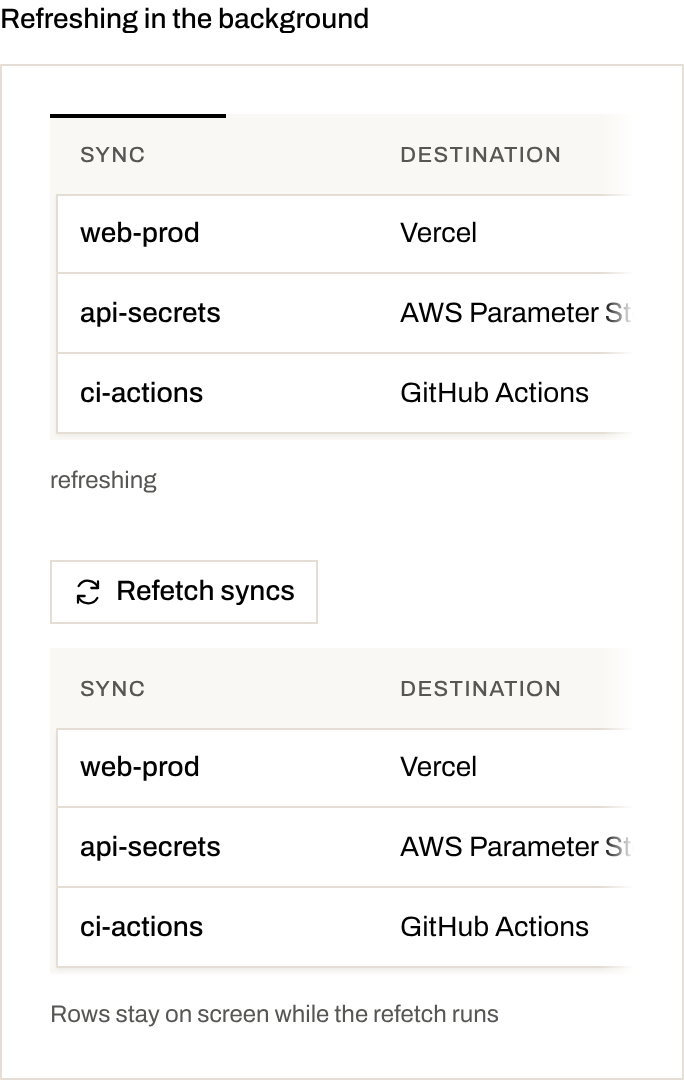 Refreshing in the background
SYNC DESTINATION
web-prod Vercel
api-secrets AWS Parameter St
ci-actions GitHub Actions
refreshing
Refetch syncs
SYNC DESTINATION
web-prod Vercel
api-secrets AWS Parameter St
ci-actions GitHub Actions
Rows stay on screen while the refetch runs